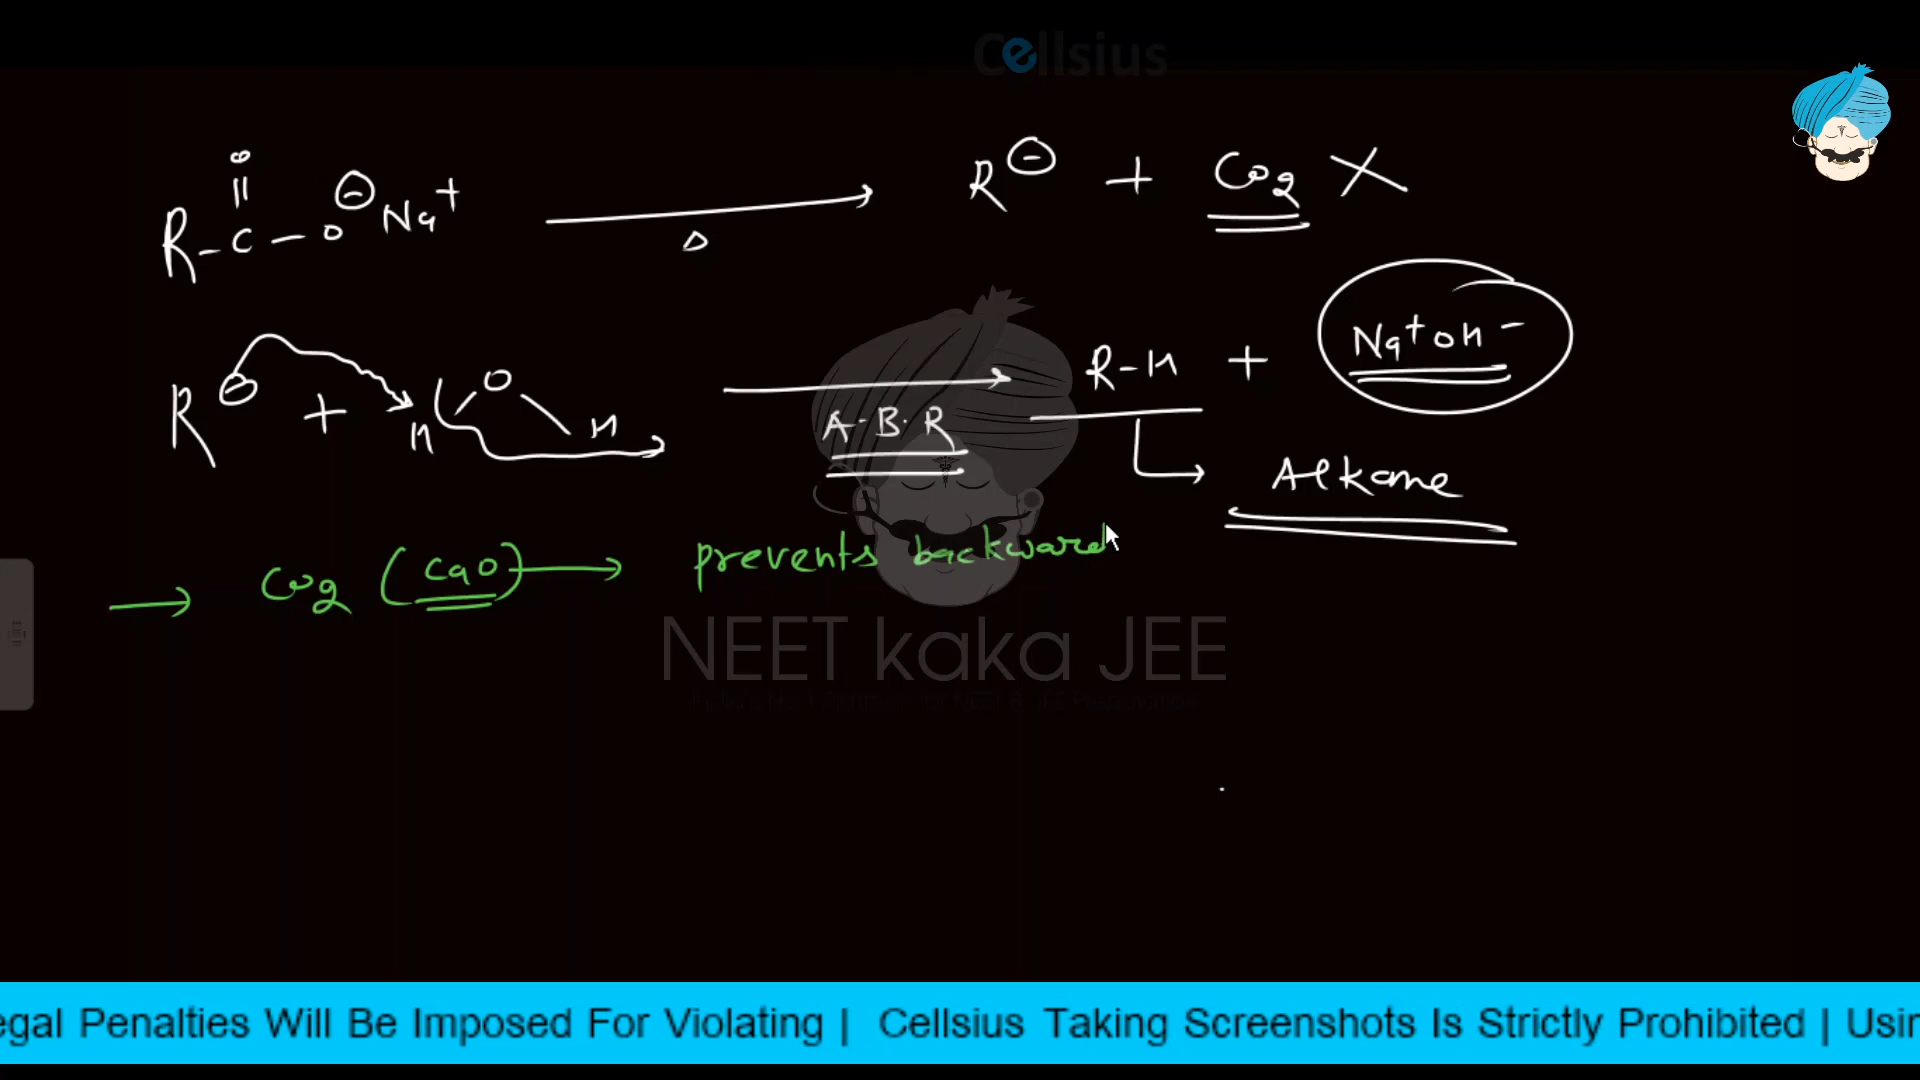 Cellsius
O
R-C-O⊖Na+ ⟶ R⊖ + CO2 X
Δ
R⊖ + H O H ⟶ R-H + Na+OH-
A.B.R
Alkane
→ CO2 (CaO) → prevents backward
NEET kaka JEE
egal Penalties Will Be Imposed For Violating | Cellsius Taking Screenshots Is Strictly Prohibited | Usin